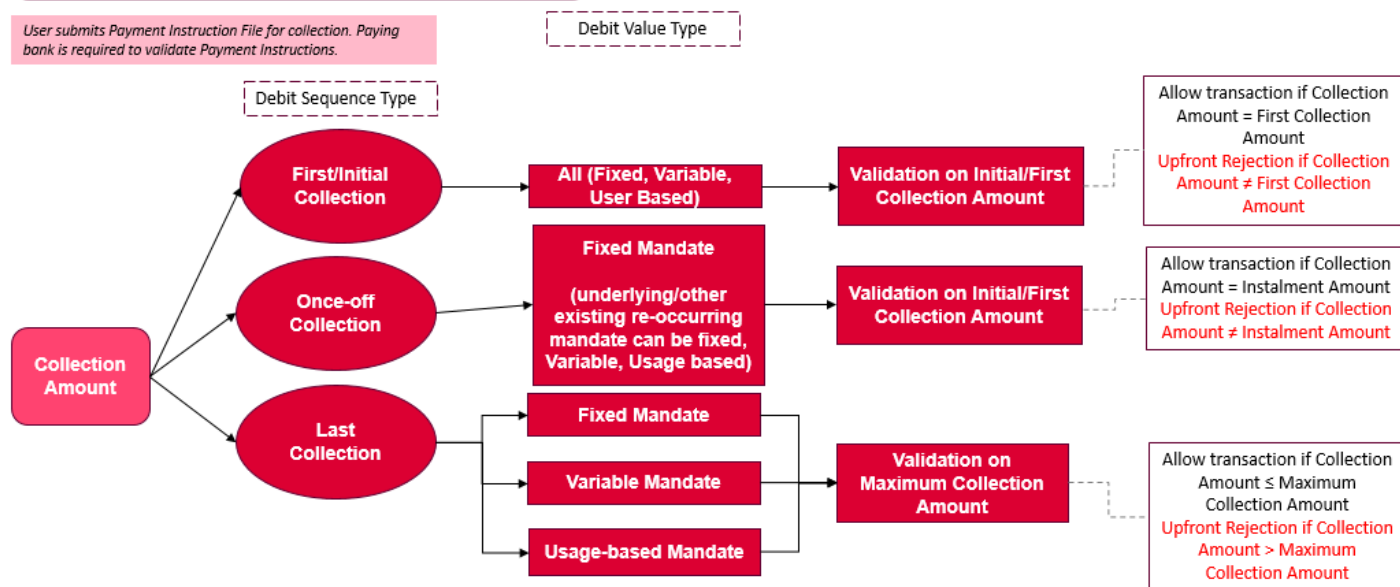 User submits Payment Instruction File for collection. Paying
bank is required to validate Payment Instructions.
Debit Value Type
Debit Sequence Type
Collection
Amount
First/Initial
Collection
All (Fixed, Variable,
User Based)
Validation on Initial/First
Collection Amount
Allow transaction if Collection
Amount = First Collection
Amount
Upfront Rejection if Collection
Amount ≠ First Collection
Amount
Once-off
Collection
Fixed Mandate
(underlying/other
existing re-occurring
mandate can be fixed,
Variable, Usage based)
Validation on Initial/First
Collection Amount
Allow transaction if Collection
Amount = Instalment Amount
Upfront Rejection if Collection
Amount ≠ Instalment Amount
Last
Collection
Fixed Mandate
Variable Mandate
Usage-based Mandate
Validation on
Maximum Collection
Amount
Allow transaction if Collection
Amount ≤ Maximum
Collection Amount
Upfront Rejection if Collection
Amount > Maximum
Collection Amount